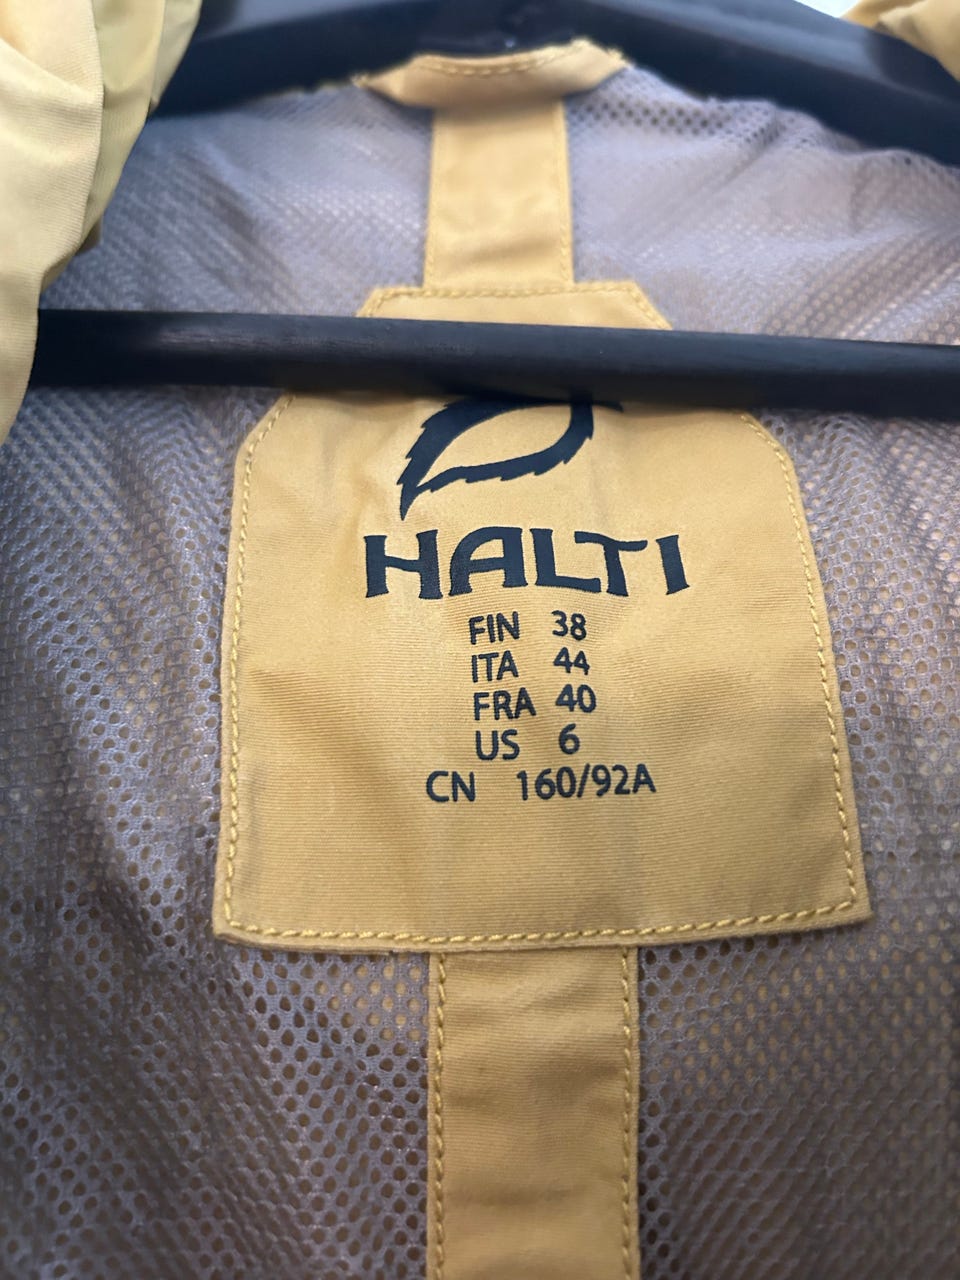 HALTI
FIN 38
ITA 44
FRA 40
US 6
CN 160/92A